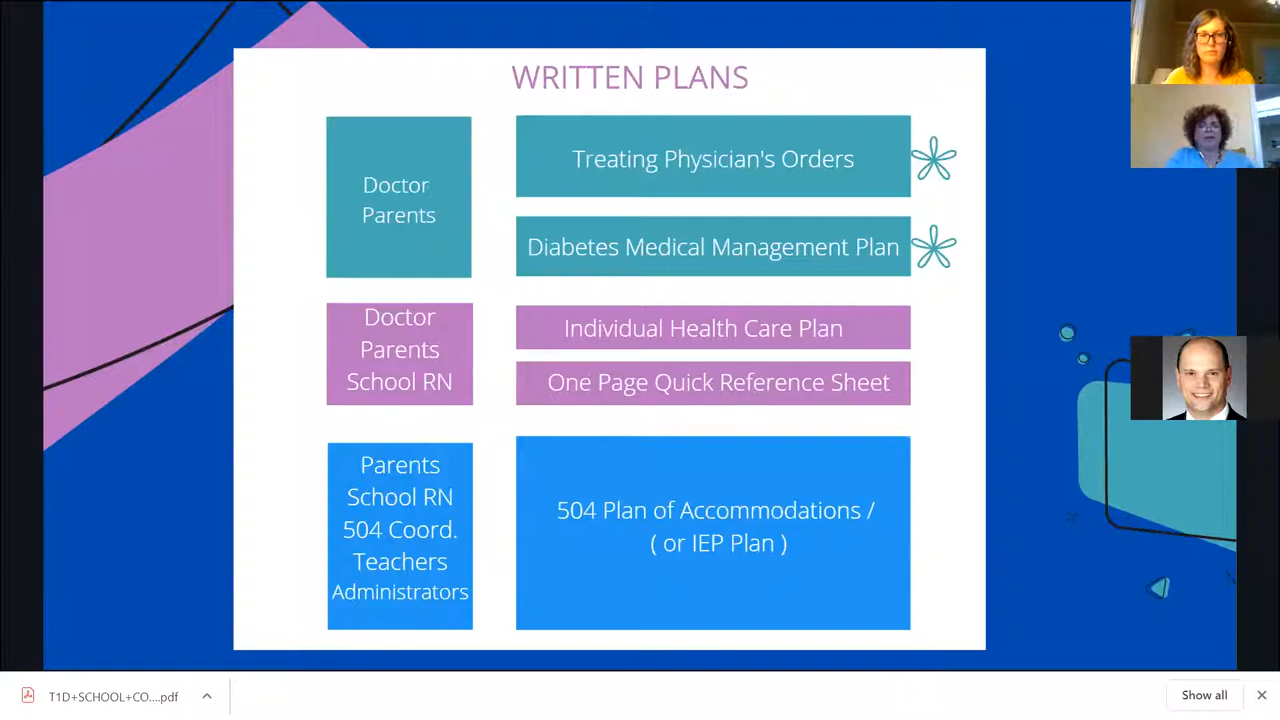 WRITTEN PLANS
Doctor
Parents
Treating Physician's Orders
Diabetes Medical Management Plan
Doctor
Parents
School RN
Individual Health Care Plan
One Page Quick Reference Sheet
Parents
School RN
504 Coord.
Teachers
Administrators
504 Plan of Accommodations /
( or IEP Plan )
T1D+SCHOOL+CO....pdf
Show all